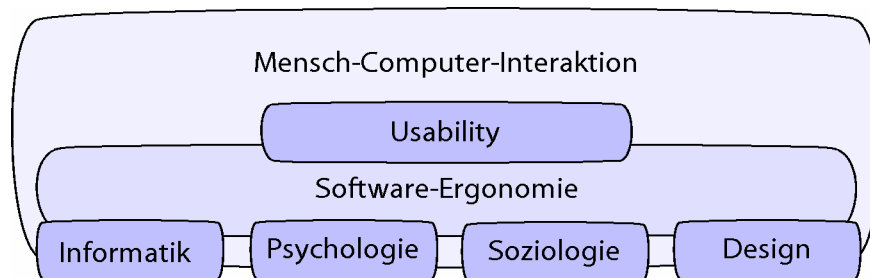 Mensch-Computer-Interaktion
Usability
Software-Ergonomie
Informatik
Psychologie
Soziologie
Design